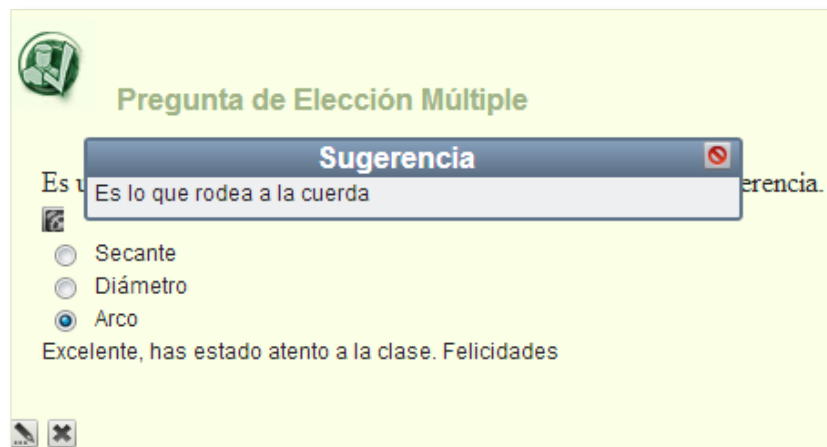 Pregunta de Elección Múltiple
Sugerencia
Es lo que rodea a la cuerda
Es
Secante
Diámetro
Arco
Excelente, has estado atento a la clase. Felicidades